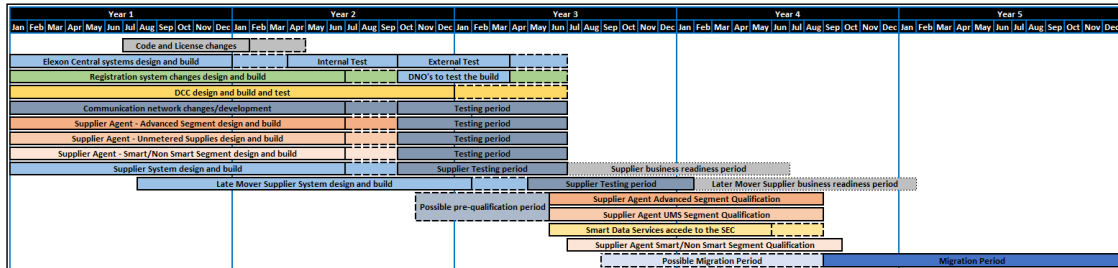 Year 1 Year 2 Year 3 Year 4 Year 5
Jan Feb Mar Apr May Jun Jul Aug Sep Oct Nov Dec Jan Feb Mar Apr May Jun Jul Aug Sep Oct Nov Dec Jan Feb Mar Apr May Jun Jul Aug Sep Oct Nov Dec Jan Feb Mar Apr May Jun Jul Aug Sep Oct Nov Dec Jan Feb Mar Apr May Jun Jul Aug Sep Oct Nov Dec
Code and License changes
Elexon Central systems design and build Internal Test External Test
Registration system changes design and build DNO's to test the build
DCC design and build and test
Communication network changes/development Testing period
Supplier Agent - Advanced Segment design and build Testing period
Supplier Agent - Unmetered Supplies design and build Testing period
Supplier Agent - Smart/Non Smart Segment design and build Testing period
Supplier System design and build Supplier Testing period Supplier business readiness period
Late Mover Supplier System design and build Supplier Testing period Later Mover Supplier business readiness period
Possible pre-qualification period Supplier Agent Advanced Segment Qualification
Supplier Agent UMS Segment Qualification
Smart Data Services accede to the SEC
Supplier Agent Smart/Non Smart Segment Qualification
Possible Migration Period Migration Period